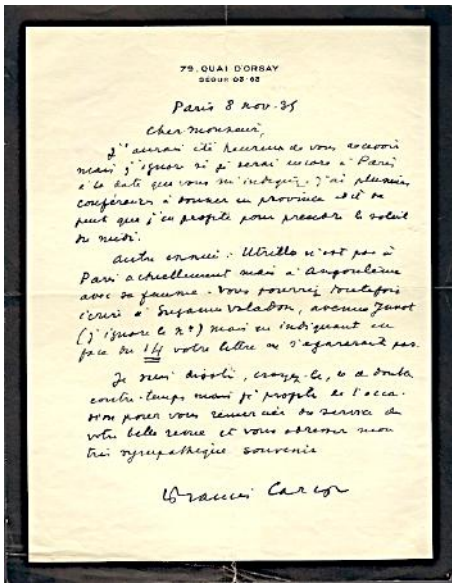 79, QUAI D'ORSAY
SÉGUR 03-63
Paris 8 nov. 35
Cher Monsieur,
J'aurais été heureux de vous recevoir
mais j'ignore si je serai encore à Paris
à la date que vous m'indiquez. J'ai plusieurs
conférences à donner en province et il se
peut que j'en profite pour prendre le soleil
du midi.
Autre ennui : Utrillo n'est pas à
Paris actuellement mais à Angoulême
avec sa femme. Vous pourrez toutefois
écrire à Suzanne Valadon, avenue Junot
(j'ignore le n°) mais en indiquant en
face du 14 votre lettre ne s'égarerait pas.
Je suis désolé, croyez-le, de ce double
contre-temps mais je profite de l'occa-
sion pour vous remercier du service de
votre belle revue et vous adresser mon
très sympathique souvenir
Francis Carco